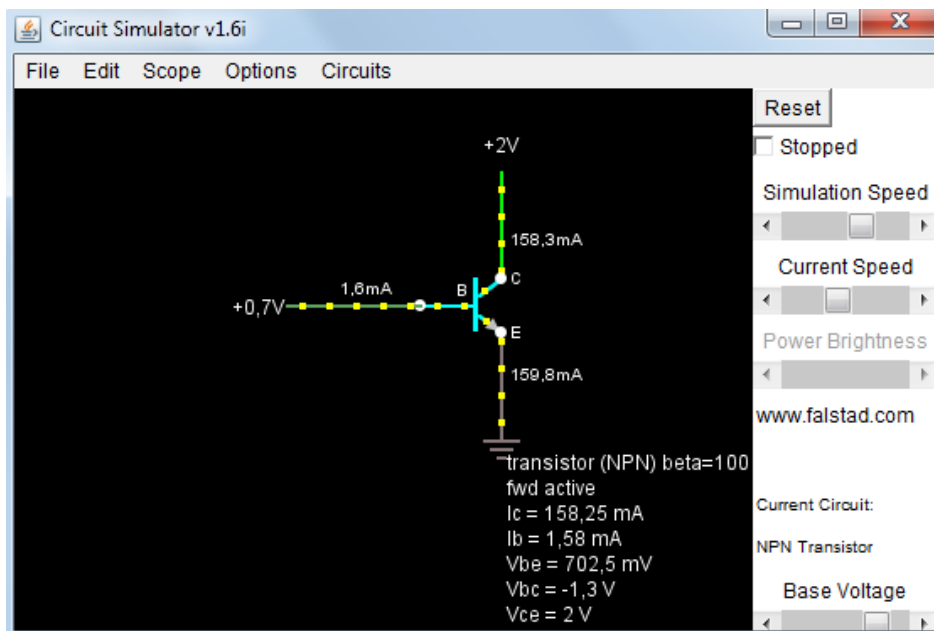 Circuit Simulator v1.6i
File Edit Scope Options Circuits
Reset
Stopped
Simulation Speed
Current Speed
Power Brightness
www.falstad.com
Current Circuit:
NPN Transistor
Base Voltage
+2V
158,3mA
C
1,6mA
B
+0,7V
E
159,8mA
transistor (NPN) beta=100
fwd active
Ic = 158,25 mA
Ib = 1,58 mA
Vbe = 702,5 mV
Vbc = -1,3 V
Vce = 2 V